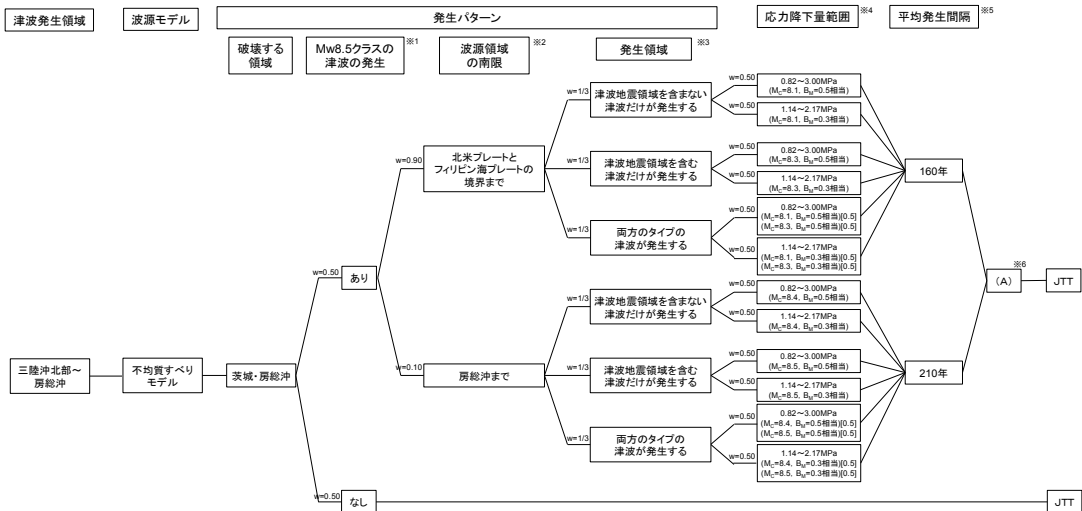 津波発生領域
波源モデル
発生パターン
応力降下量範囲 ※4
平均発生間隔 ※5
破壊する
領域
Mw8.5クラスの
津波の発生
※1
波源領域
の南限
※2
発生領域
※3
三陸沖北部～
房総沖
不均質すべり
モデル
茨城・房総沖
w=0.50
あり
w=0.90
北米プレートと
フィリピン海プレートの
境界まで
w=1/3
津波地震領域を含まない
津波だけが発生する
w=0.50
0.82～3.00MPa
(MC=8.1, BM=0.5相当)
w=0.50
1.14～2.17MPa
(MC=8.1, BM=0.3相当)
w=1/3
津波地震領域を含む
津波だけが発生する
w=0.50
0.82～3.00MPa
(MC=8.3, BM=0.5相当)
w=0.50
1.14～2.17MPa
(MC=8.3, BM=0.3相当)
w=1/3
両方のタイプの
津波が発生する
w=0.50
0.82～3.00MPa
(MC=8.1, BM=0.5相当)[0.5]
(MC=8.3, BM=0.5相当)[0.5]
w=0.50
1.14～2.17MPa
(MC=8.1, BM=0.3相当)[0.5]
(MC=8.3, BM=0.3相当)[0.5]
160年
w=0.10
房総沖まで
w=1/3
津波地震領域を含まない
津波だけが発生する
w=0.50
0.82～3.00MPa
(MC=8.4, BM=0.5相当)
w=0.50
1.14～2.17MPa
(MC=8.4, BM=0.3相当)
w=1/3
津波地震領域を含む
津波だけが発生する
w=0.50
0.82～3.00MPa
(MC=8.5, BM=0.5相当)
w=0.50
1.14～2.17MPa
(MC=8.5, BM=0.3相当)
w=1/3
両方のタイプの
津波が発生する
w=0.50
0.82～3.00MPa
(MC=8.4, BM=0.5相当)[0.5]
(MC=8.5, BM=0.5相当)[0.5]
w=0.50
1.14～2.17MPa
(MC=8.4, BM=0.3相当)[0.5]
(MC=8.5, BM=0.3相当)[0.5]
210年
(A)
※6
JTT
w=0.50
なし
JTT